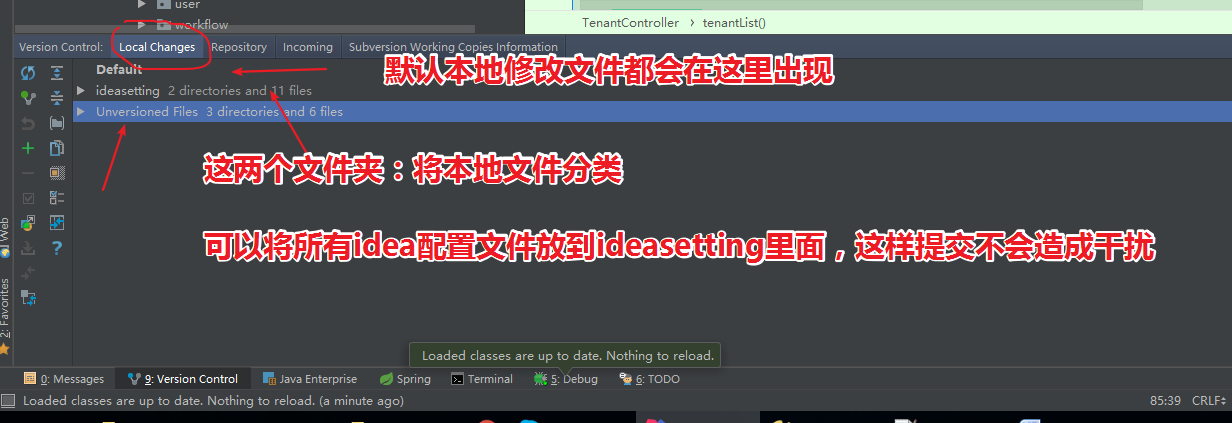 user
workflow
TenantController › tenantList()
Version Control: Local Changes Repository Incoming Subversion Working Copies Information
Default
默认本地修改文件都会在这里出现
ideasetting 2 directories and 11 files
Unversioned Files 3 directories and 6 files
这两个文件夹：将本地文件分类
可以将所有idea配置文件放到ideasetting里面，这样提交不会造成干扰
Web
2: Favorites
Loaded classes are up to date. Nothing to reload.
0: Messages 9: Version Control Java Enterprise Spring Terminal 5: Debug 6: TODO
Loaded classes are up to date. Nothing to reload. (a minute ago) 85:39 CRLF